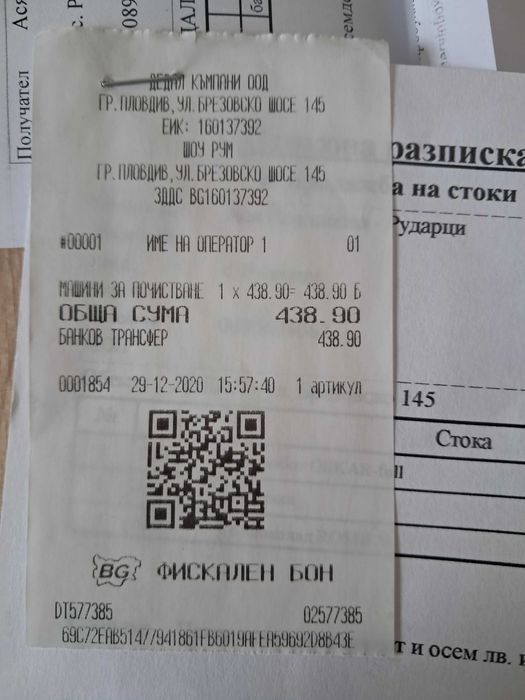 Получател
Ася
с. Р
089
ДАЛ
ДЕДАЛ КЪМПАНИ ООД
ГР.ПЛОВДИВ,УЛ.БРЕЗОВСКО ШОСЕ 145
ЕИК: 160137392
ШОУ РУМ
ГР.ПЛОВДИВ,УЛ.БРЕЗОВСКО ШОСЕ 145
ЗДДС BG160137392
#00001 ИМЕ НА ОПЕРАТОР 1 01
МАШИНИ ЗА ПОЧИСТВАНЕ 1 x 438.90= 438.90 Б
ОБЩА СУМА 438.90
БАНКОВ ТРАНСФЕР 438.90
0001854 29-12-2020 15:57:40 1 артикул
BG ФИСКАЛЕН БОН
DT577385 02577385
разписка
а на стоки
Рударци
145
Стока
т и осем лв. и